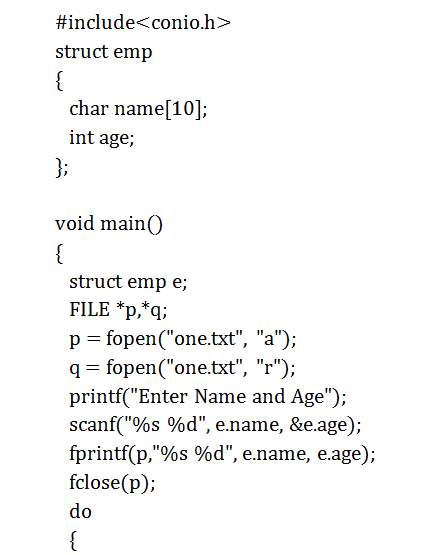 #include<conio.h>
struct emp
{
char name[10];
int age;
};
void main()
{
struct emp e;
FILE *p,*q;
p = fopen("one.txt", "a");
q = fopen("one.txt", "r");
printf("Enter Name and Age");
scanf("%s %d", e.name, &e.age);
fprintf(p,"%s %d", e.name, e.age);
fclose(p);
do
{